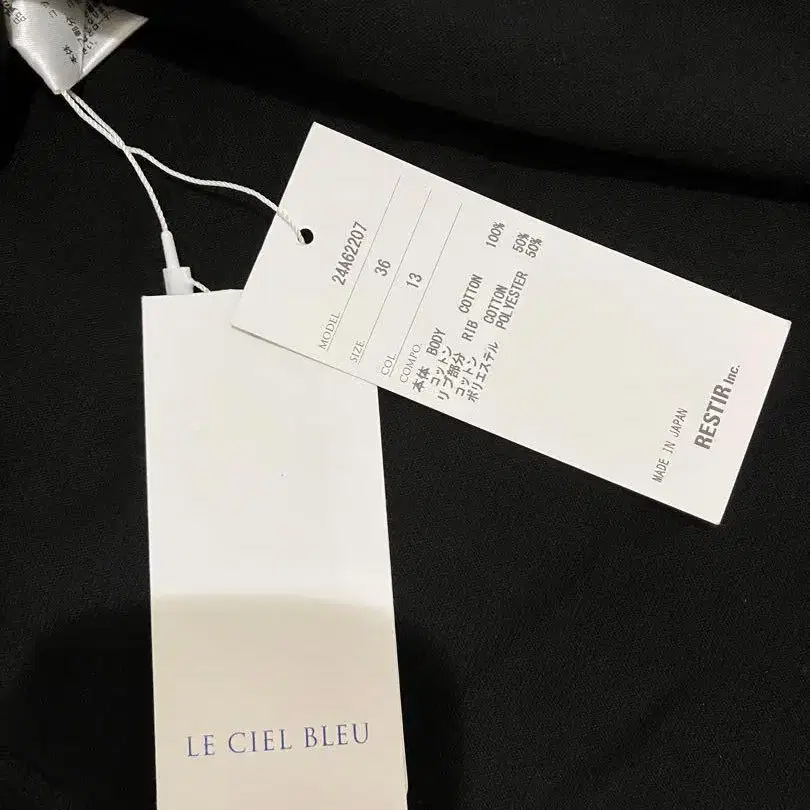 MODEL 24A62207
SIZE 36
COL 13
COMPO.
本体 BODY
コットン COTTON 100%
リブ部分 RIB
コットン COTTON 50%
ポリエステル POLYESTER 50%
MADE IN JAPAN
RESTIR Inc.
LE CIEL BLEU